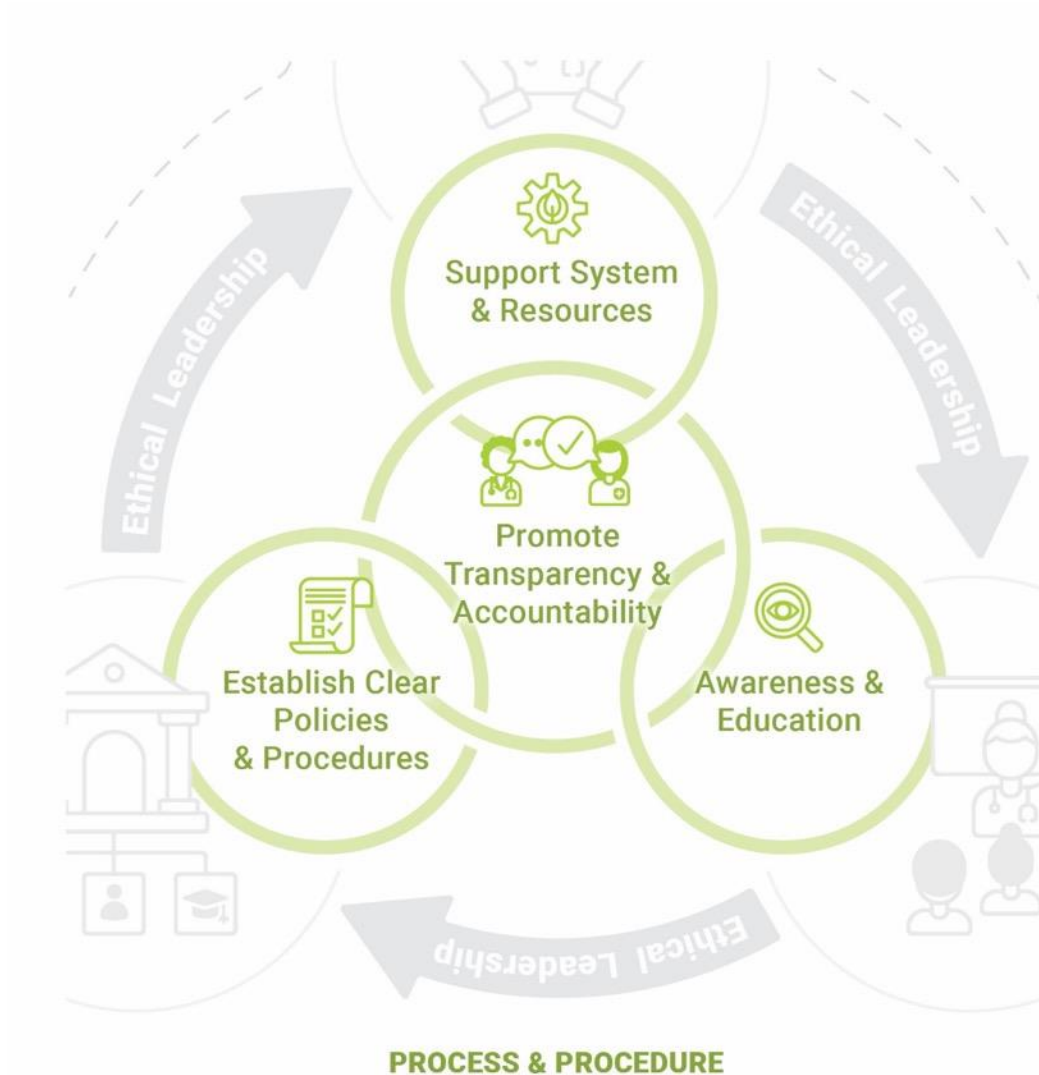 Ethical Leadership
Ethical Leadership
Support System
& Resources
Promote
Transparency &
Accountability
Establish Clear
Policies
& Procedures
Awareness &
Education
Ethical Leadership
PROCESS & PROCEDURE